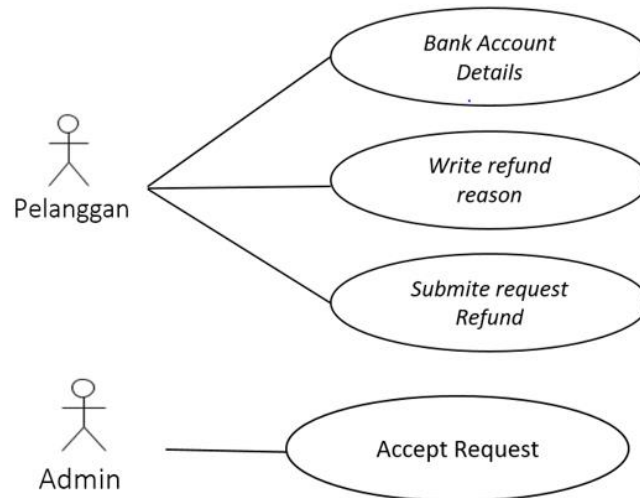 Bank Account
Details
Write refund
reason
Pelanggan
Submite request
Refund
Accept Request
Admin